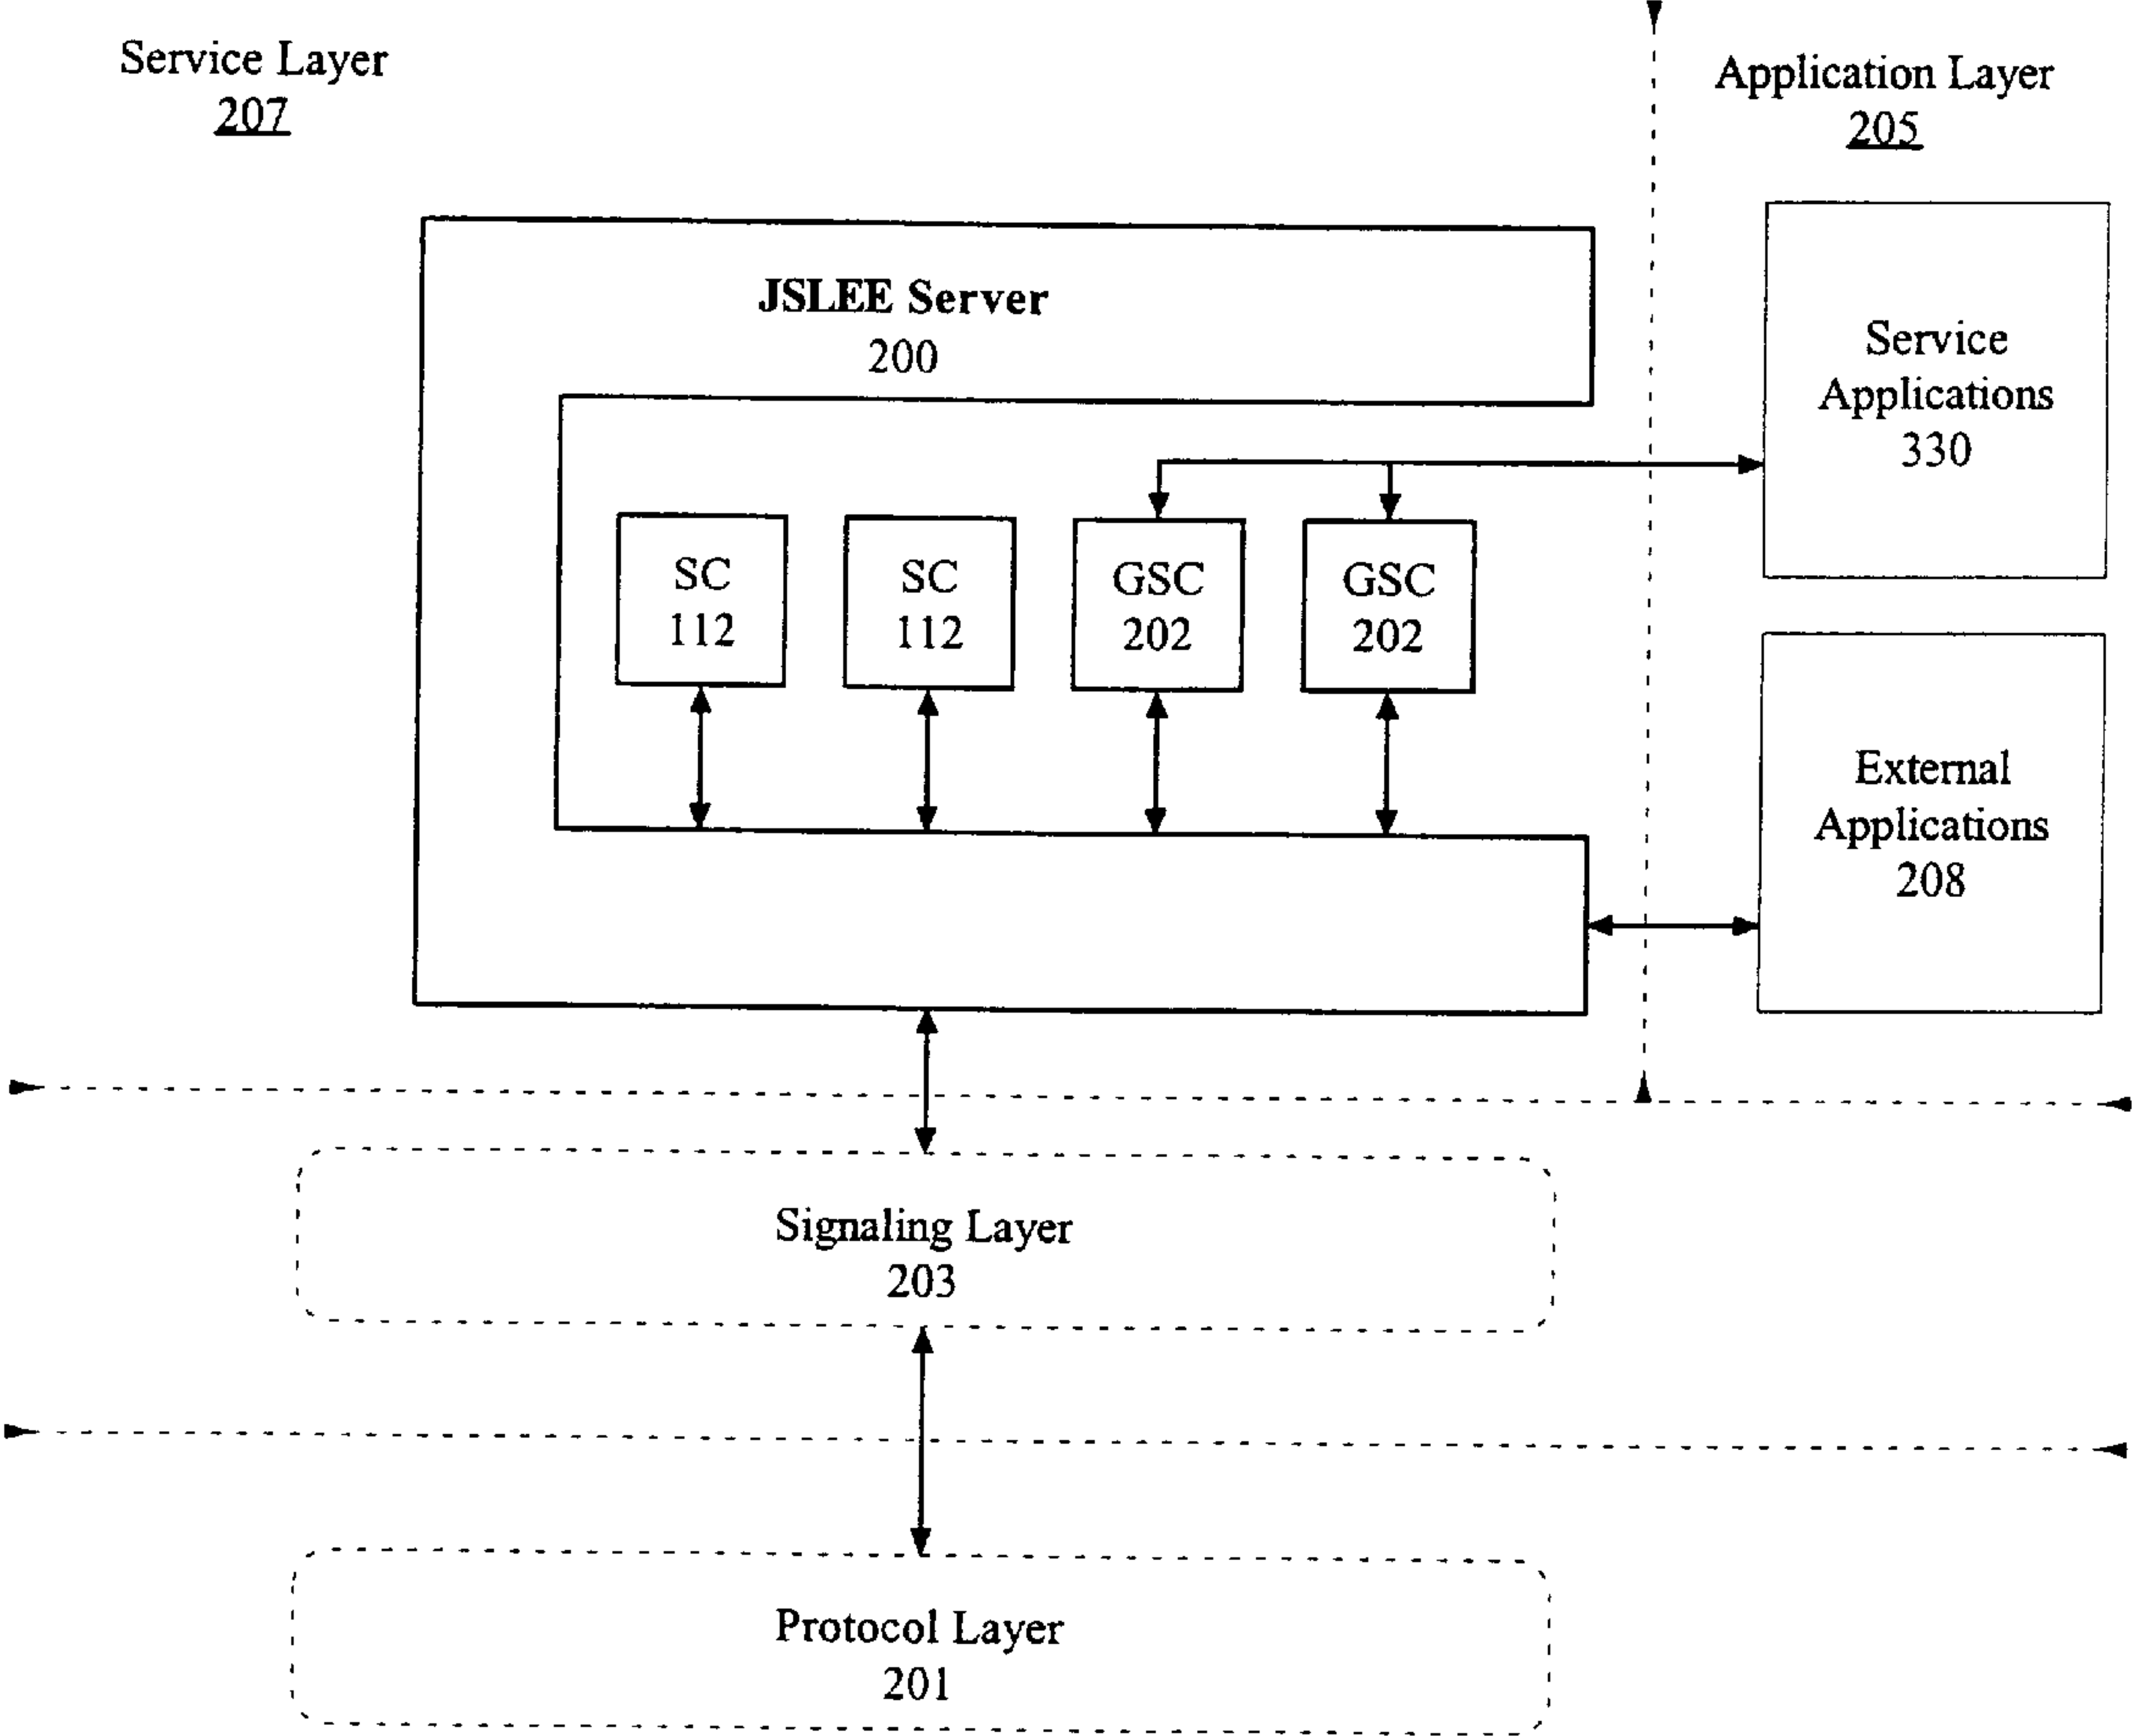 Service Layer
207
Application Layer
205
JSLEE Server
200
Service
Applications
330
SC
112
SC
112
GSC
202
GSC
202
External
Applications
208
Signaling Layer
203
Protocol Layer
201